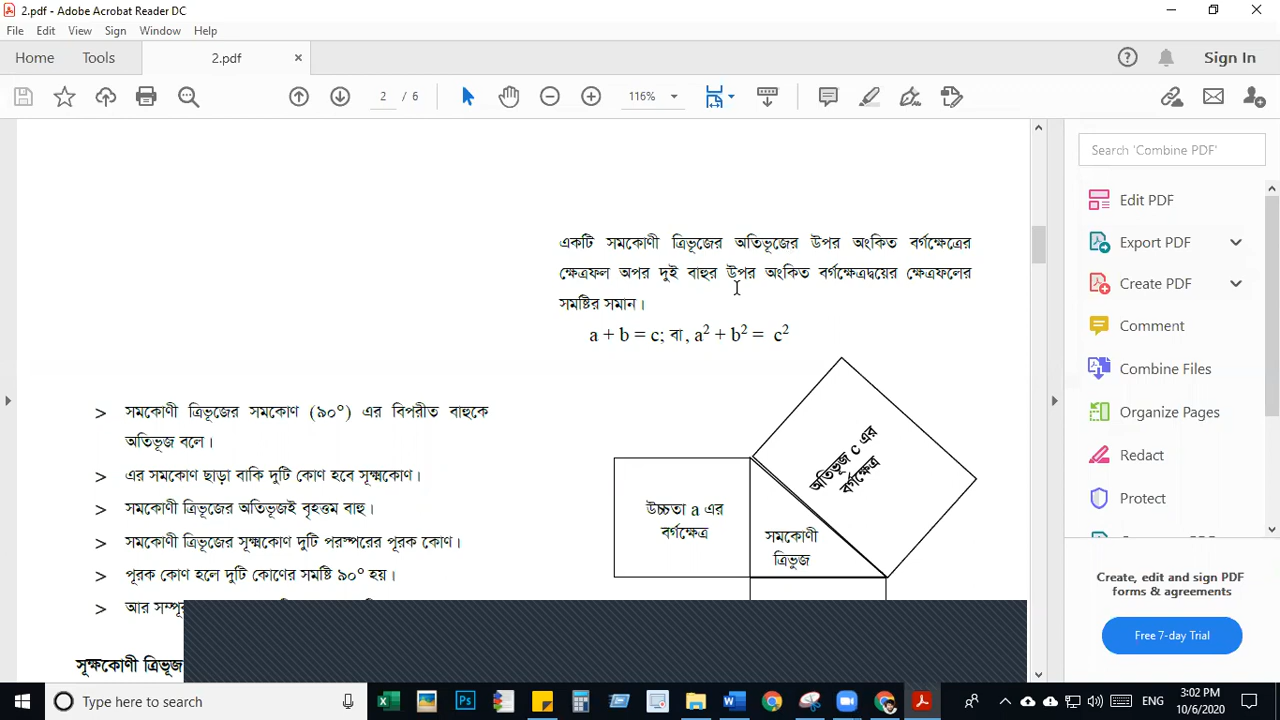 2.pdf - Adobe Acrobat Reader DC
File Edit View Sign Window Help
Home Tools 2.pdf × Sign In
2 / 6 116%
Search 'Combine PDF'
Edit PDF
Export PDF
Create PDF
Comment
Combine Files
Organize Pages
Redact
Protect
Create, edit and sign PDF
forms & agreements
Free 7-day Trial
একটি সমকোণী ত্রিভূজের অতিভূজের উপর অংকিত বর্গক্ষেত্রের
ক্ষেত্রফল অপর দুই বাহুর উপর অংকিত বর্গক্ষেত্রদ্বয়ের ক্ষেত্রফলের
সমষ্টির সমান।
a + b = c; বা, a² + b² = c²
> সমকোণী ত্রিভূজের সমকোণ (৯০°) এর বিপরীত বাহুকে
অতিভূজ বলে।
> এর সমকোণ ছাড়া বাকি দুটি কোণ হবে সূক্ষ্মকোণ।
> সমকোণী ত্রিভূজের অতিভূজই বৃহত্তম বাহু।
> সমকোণী ত্রিভূজের সূক্ষ্মকোণ দুটি পরস্পরের পূরক কোণ।
> পূরক কোণ হলে দুটি কোণের সমষ্টি ৯০° হয়।
> আর
সূক্ষ্মকোণী ত্রিভূজ
অতিভূজ c এর
বর্গক্ষেত্র
উচ্চতা a এর
বর্গক্ষেত্র
সমকোণী
ত্রিভূজ
Type here to search
ENG 3:02 PM
10/6/2020